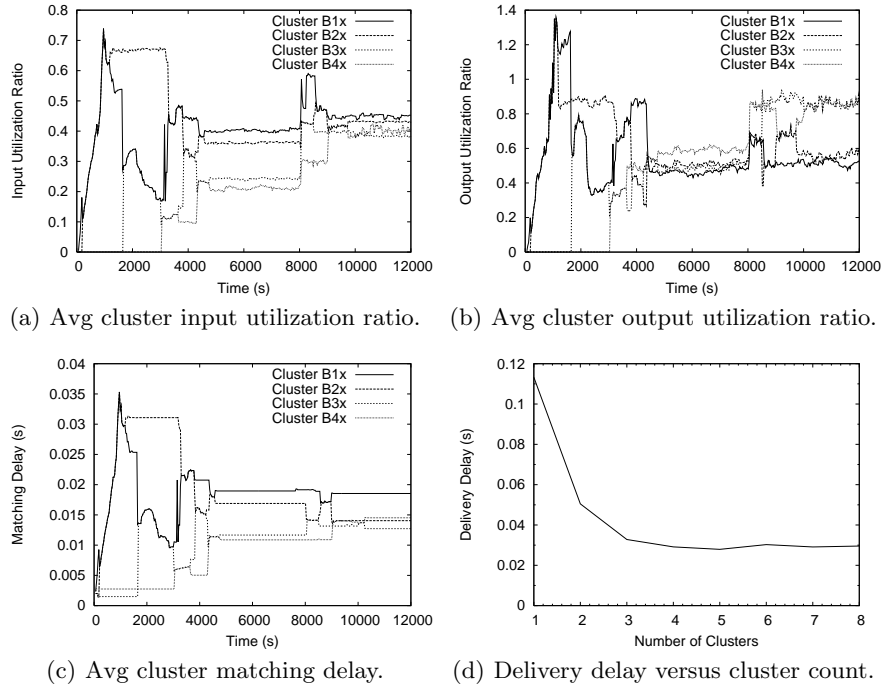 0.8
0.7
0.6
0.5
0.4
0.3
0.2
0.1
0
Input Utilization Ratio
Cluster B1x
Cluster B2x
Cluster B3x
Cluster B4x
0 2000 4000 6000 8000 10000 12000
Time (s)
(a) Avg cluster input utilization ratio.
1.4
1.2
1
0.8
0.6
0.4
0.2
0
Output Utilization Ratio
Cluster B1x
Cluster B2x
Cluster B3x
Cluster B4x
0 2000 4000 6000 8000 10000 12000
Time (s)
(b) Avg cluster output utilization ratio.
0.04
0.035
0.03
0.025
0.02
0.015
0.01
0.005
0
Matching Delay (s)
Cluster B1x
Cluster B2x
Cluster B3x
Cluster B4x
0 2000 4000 6000 8000 10000 12000
Time (s)
(c) Avg cluster matching delay.
0.12
0.1
0.08
0.06
0.04
0.02
0
Delivery Delay (s)
1 2 3 4 5 6 7 8
Number of Clusters
(d) Delivery delay versus cluster count.